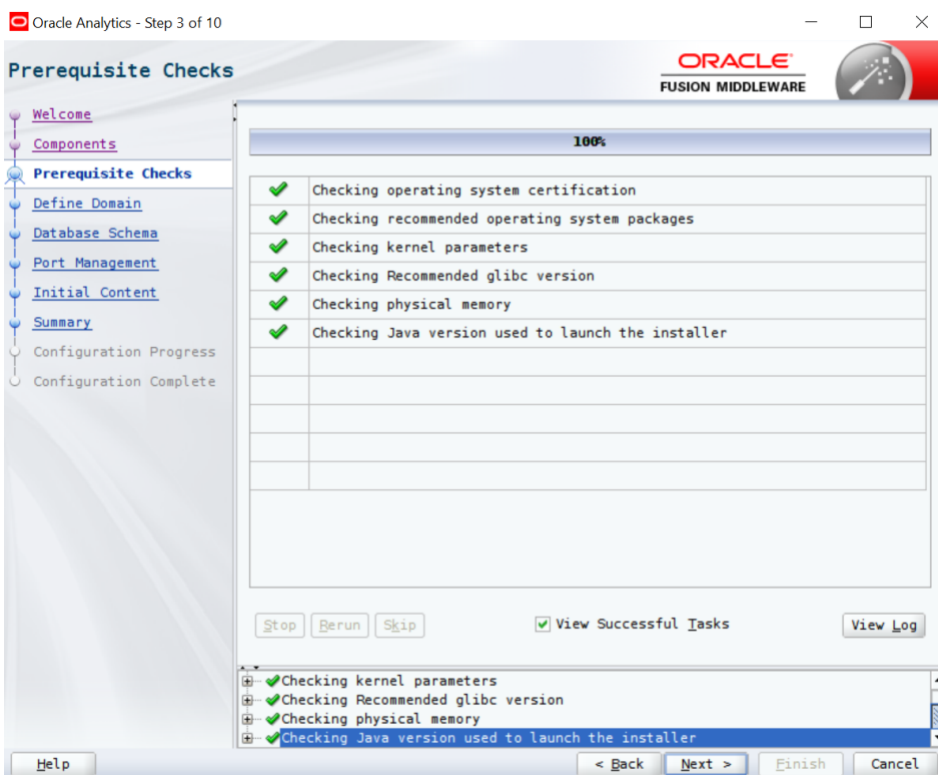 Oracle Analytics - Step 3 of 10
Prerequisite Checks
ORACLE
FUSION MIDDLEWARE
Welcome
Components
Prerequisite Checks
Define Domain
Database Schema
Port Management
Initial Content
Summary
Configuration Progress
Configuration Complete
100%
Checking operating system certification
Checking recommended operating system packages
Checking kernel parameters
Checking Recommended glibc version
Checking physical memory
Checking Java version used to launch the installer
Stop Rerun Skip View Successful Tasks View Log
Checking kernel parameters
Checking Recommended glibc version
Checking physical memory
Checking Java version used to launch the installer
Help < Back Next > Finish Cancel